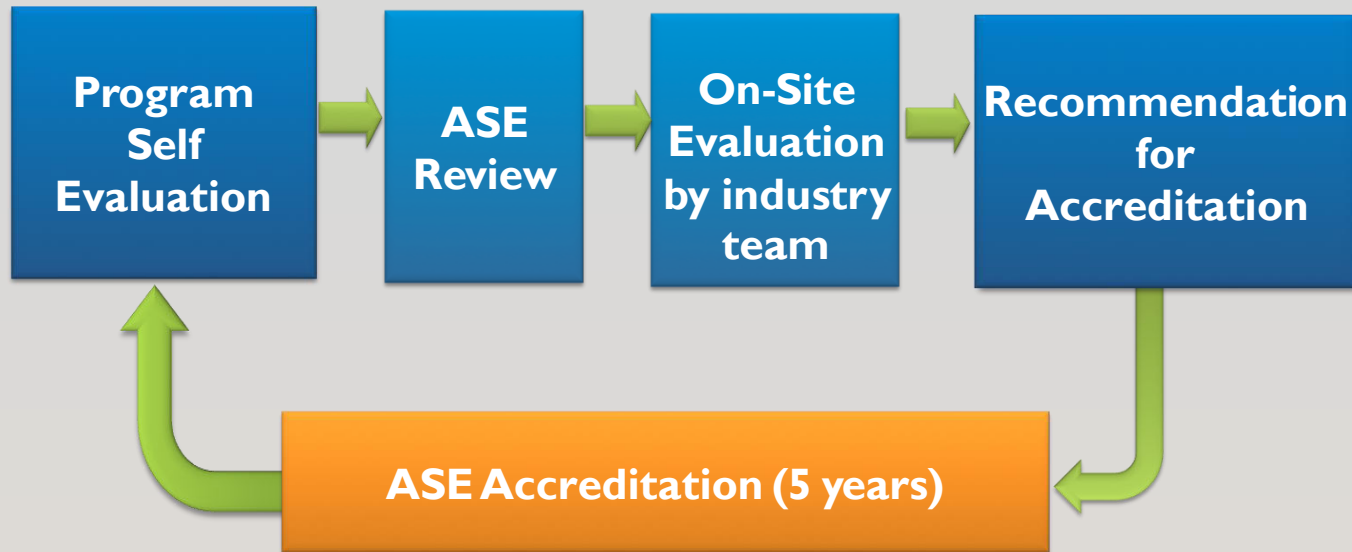 Program
Self
Evaluation
ASE
Review
On-Site
Evaluation
by industry
team
Recommendation
for
Accreditation
ASE Accreditation (5 years)